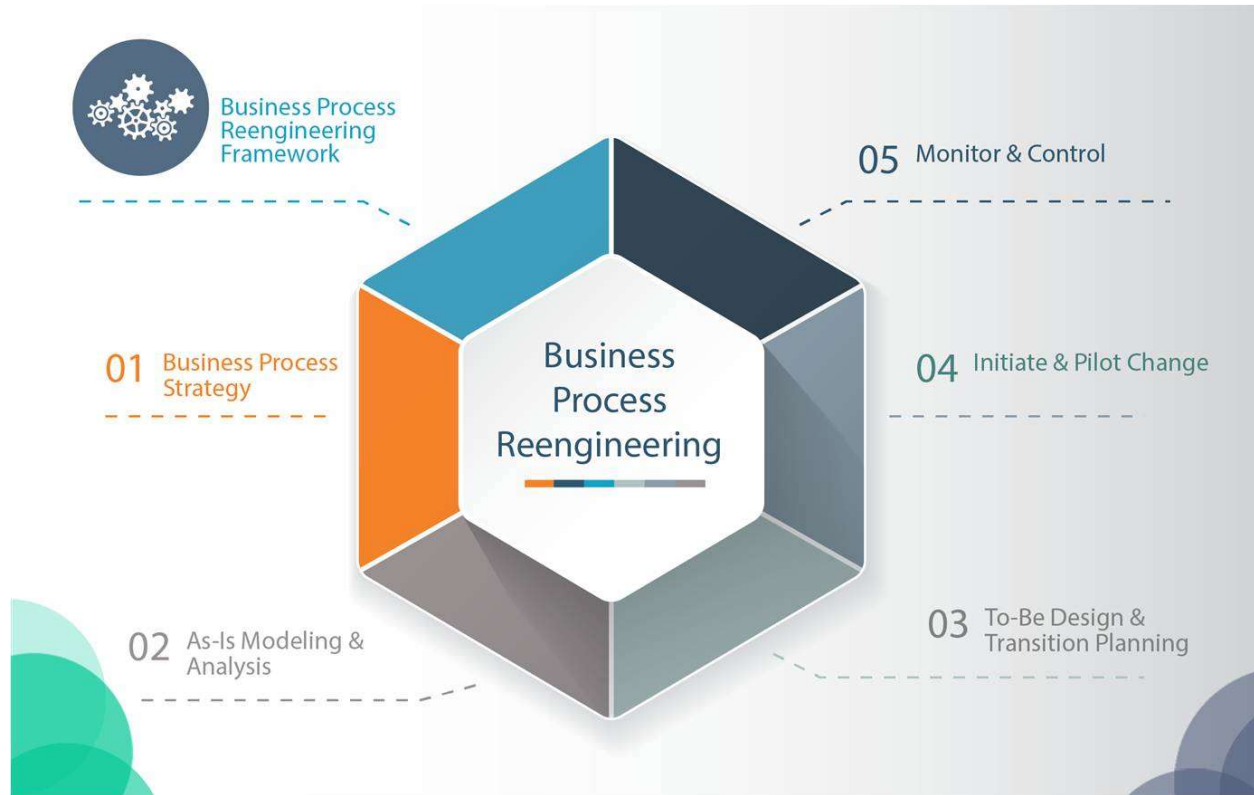 Business Process
Reengineering
Framework
01 Business Process
Strategy
02 As-Is Modeling &
Analysis
03 To-Be Design &
Transition Planning
04 Initiate & Pilot Change
05 Monitor & Control
Business
Process
Reengineering